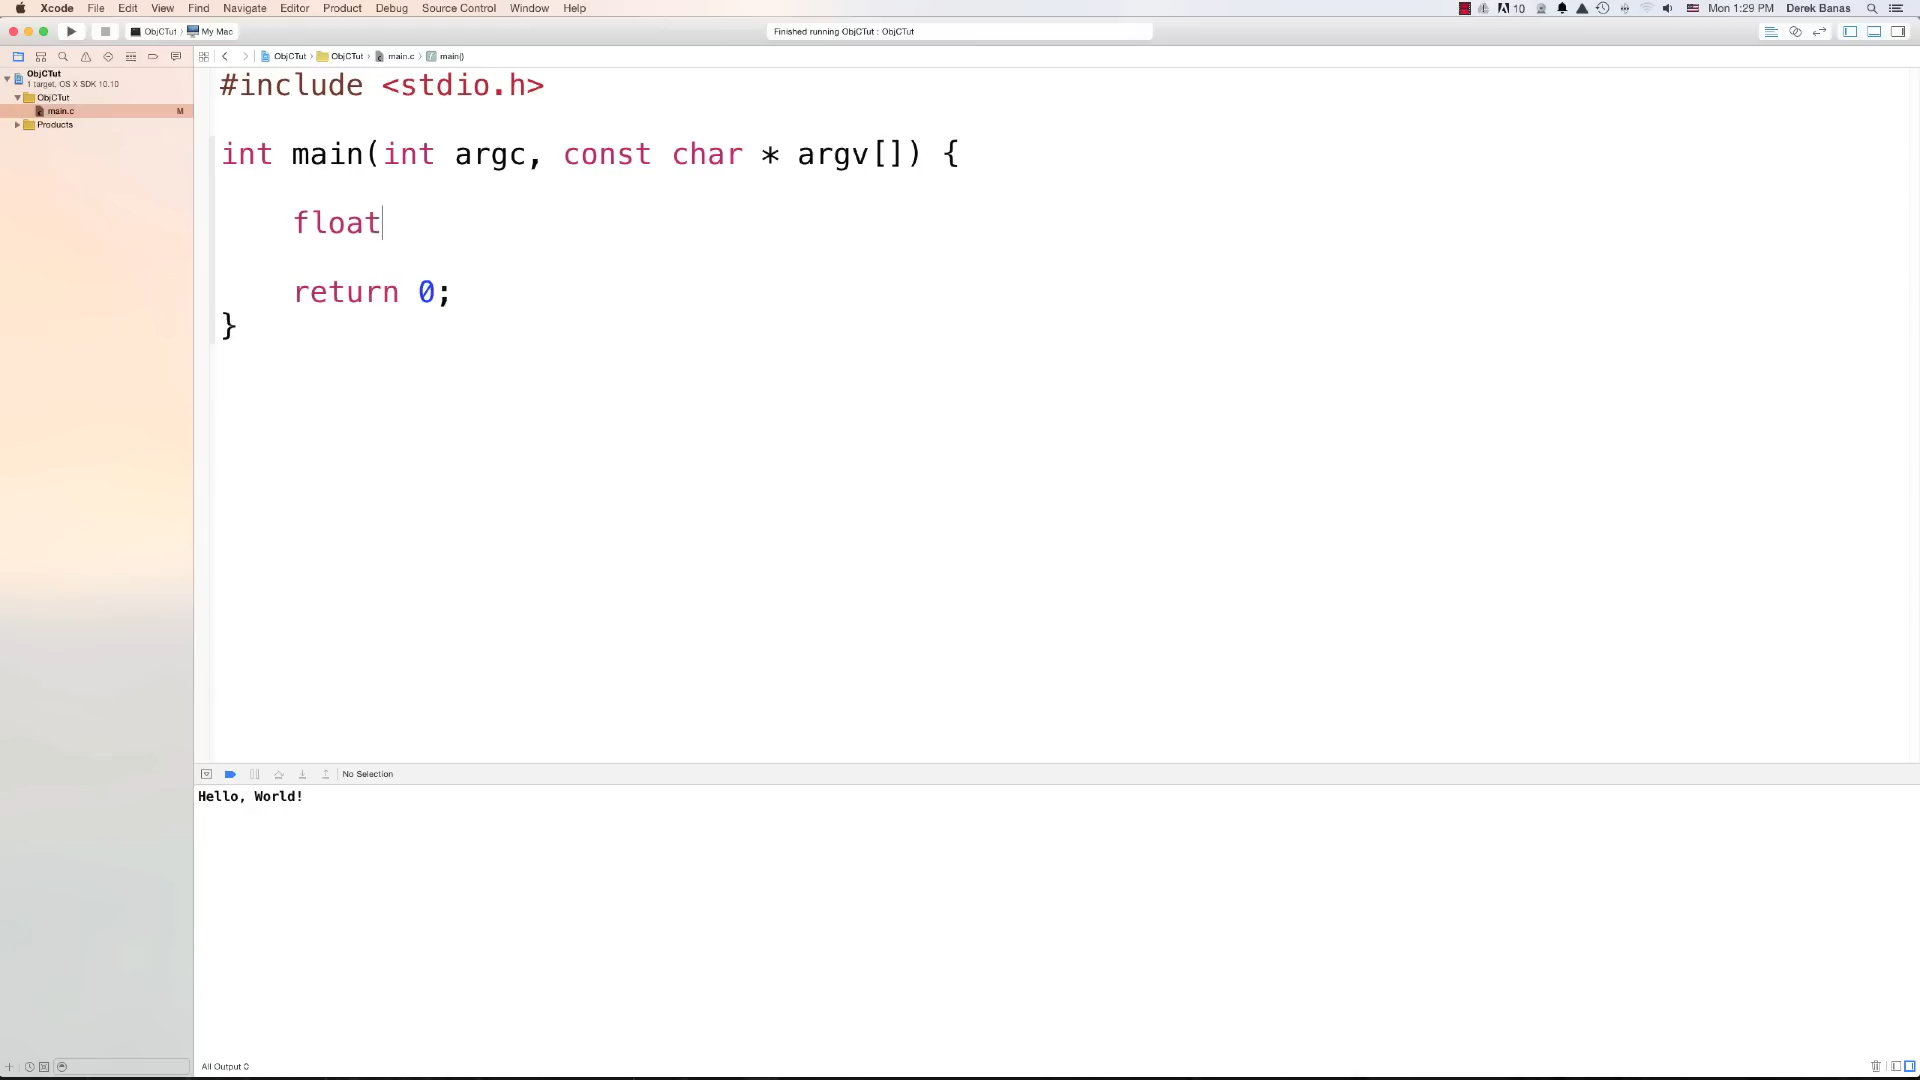 Xcode File Edit View Find Navigate Editor Product Debug Source Control Window Help 10 Mon 1:29 PM Derek Banas
ObjCTut My Mac Finished running ObjCTut : ObjCTut
ObjCTut ObjCTut main.c main()
ObjCTut
1 target, OS X SDK 10.10
ObjCTut
main.c M
Products
#include <stdio.h>
int main(int argc, const char * argv[]) {
float
return 0;
}
No Selection
Hello, World!
All Output